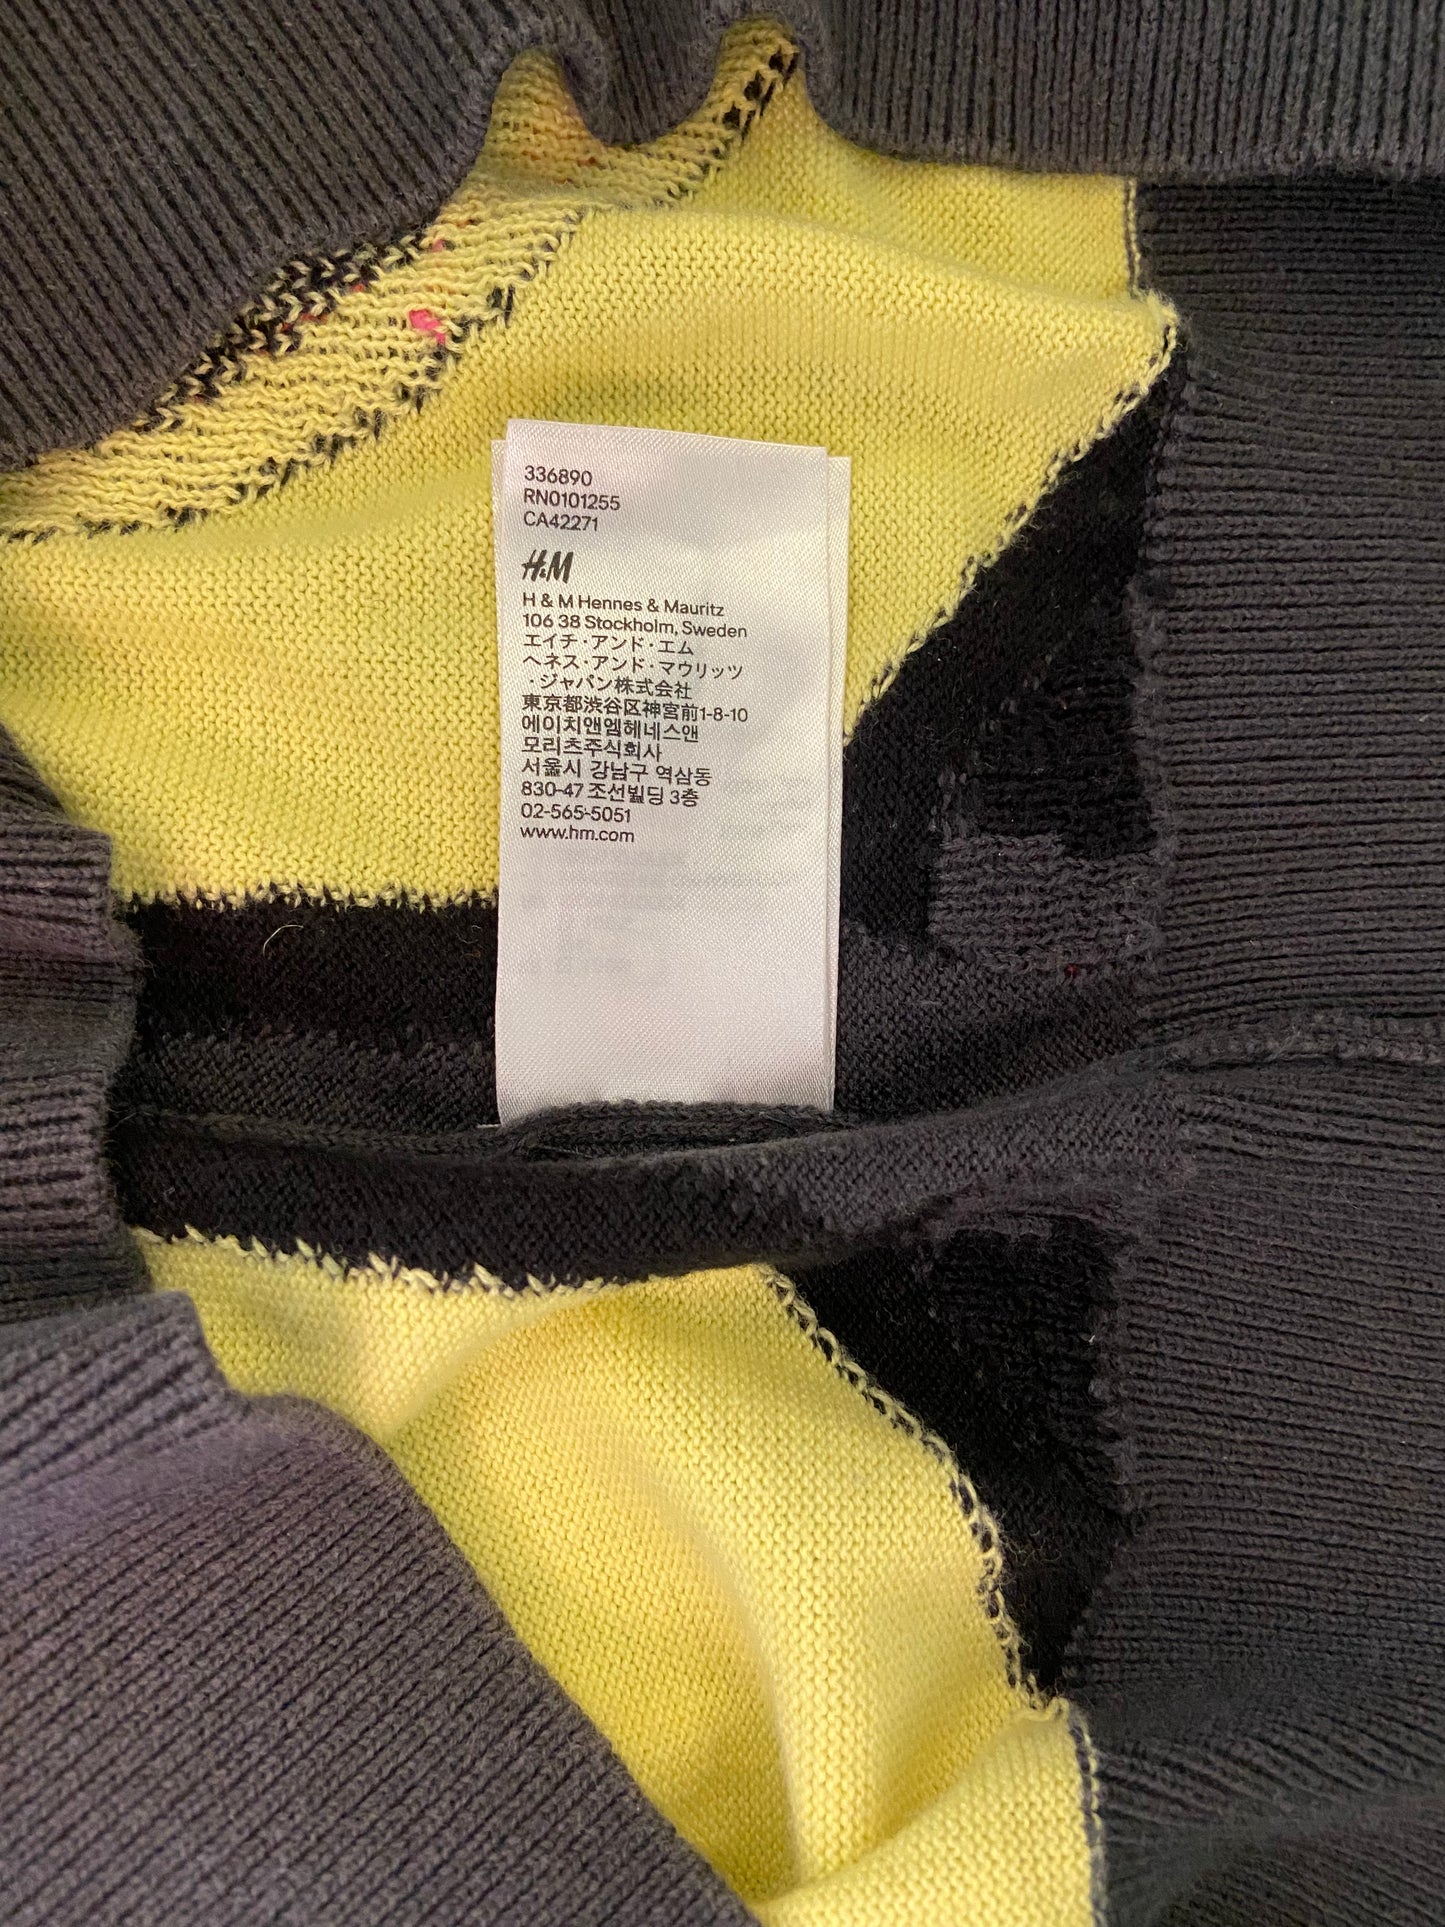 336890
RN0101255
CA42271
H&M
H & M Hennes & Mauritz
106 38 Stockholm, Sweden
エイチ・アンド・エム
ヘネス・アンド・マウリッツ
・ジャパン株式会社
東京都渋谷区神宮前1-8-10
에이치앤엠헤네스앤
모리츠주식회사
서울시 강남구 역삼동
830-47 조선빌딩 3층
02-565-5051
www.hm.com